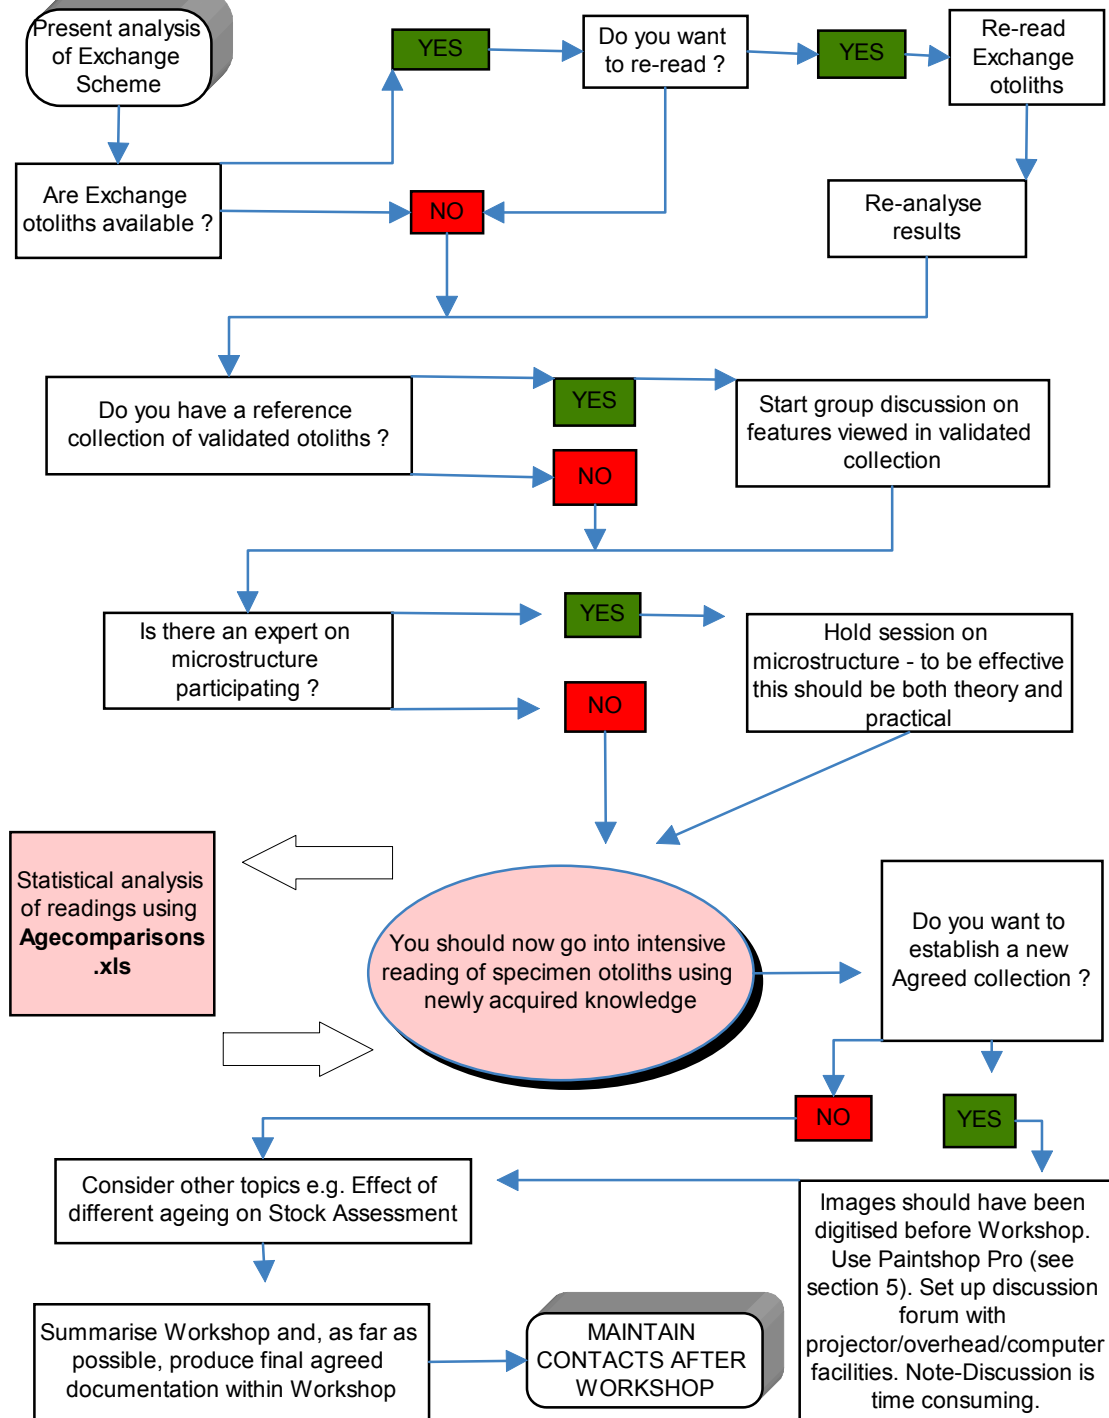 Present analysis
of Exchange
Scheme
YES
Do you want
to re-read ?
YES
Re-read
Exchange
otoliths
Are Exchange
otoliths available ?
NO
Re-analyse
results
Do you have a reference
collection of validated otoliths ?
YES
NO
Start group discussion on
features viewed in validated
collection
Is there an expert on
microstructure
participating ?
YES
NO
Hold session on
microstructure - to be effective
this should be both theory and
practical
Statistical analysis
of readings using
Agecomparisons
.xls
You should now go into intensive
reading of specimen otoliths using
newly acquired knowledge
Do you want to
establish a new
Agreed collection ?
NO
YES
Consider other topics e.g. Effect of
different ageing on Stock Assessment
Images should have been
digitised before Workshop.
Use Paintshop Pro (see
section 5). Set up discussion
forum with
projector/overhead/computer
facilities. Note-Discussion is
time consuming.
Summarise Workshop and, as far as
possible, produce final agreed
documentation within Workshop
MAINTAIN
CONTACTS AFTER
WORKSHOP